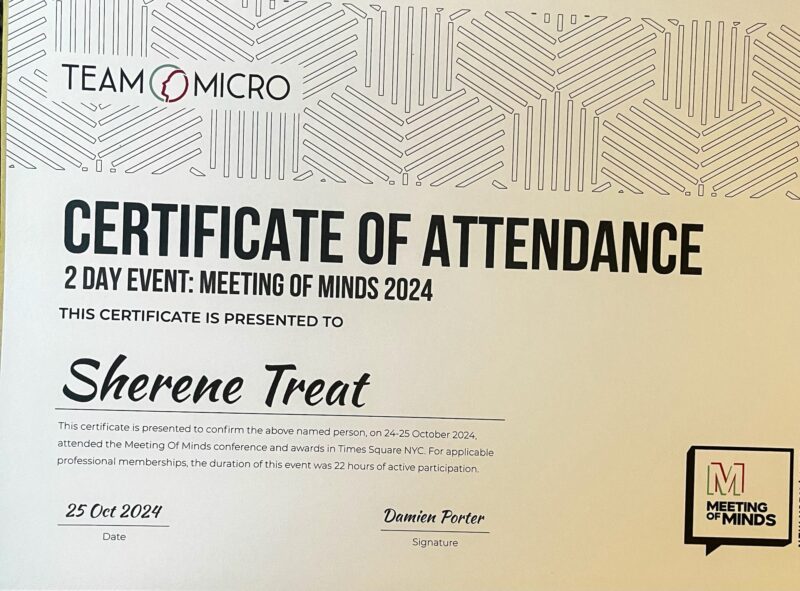 TEAM MICRO
CERTIFICATE OF ATTENDANCE
2 DAY EVENT: MEETING OF MINDS 2024
THIS CERTIFICATE IS PRESENTED TO
Sherene Treat
This certificate is presented to confirm the above named person, on 24-25 October 2024,
attended the Meeting Of Minds conference and awards in Times Square NYC. For applicable
professional memberships, the duration of this event was 22 hours of active participation.
25 Oct 2024
Date
Damien Porter
Signature
M
MEETING
OF MINDS